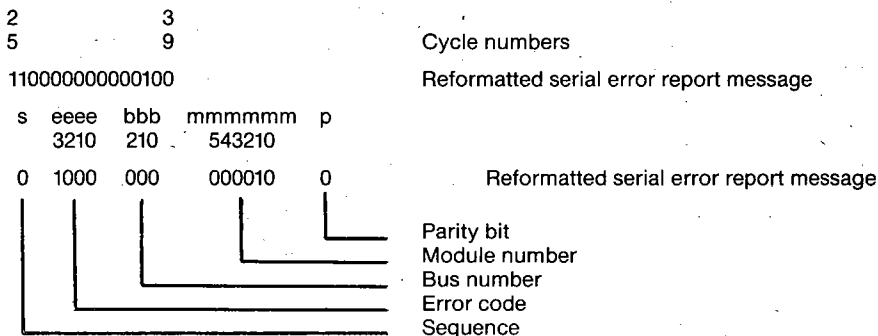 2 3
5 9 Cycle numbers
110000000000100 Reformatted serial error report message
s eeee bbb mmmmmmm p
3210 210 543210
0 1000 000 000010 0 Reformatted serial error report message
Parity bit
Module number
Bus number
Error code
Sequence